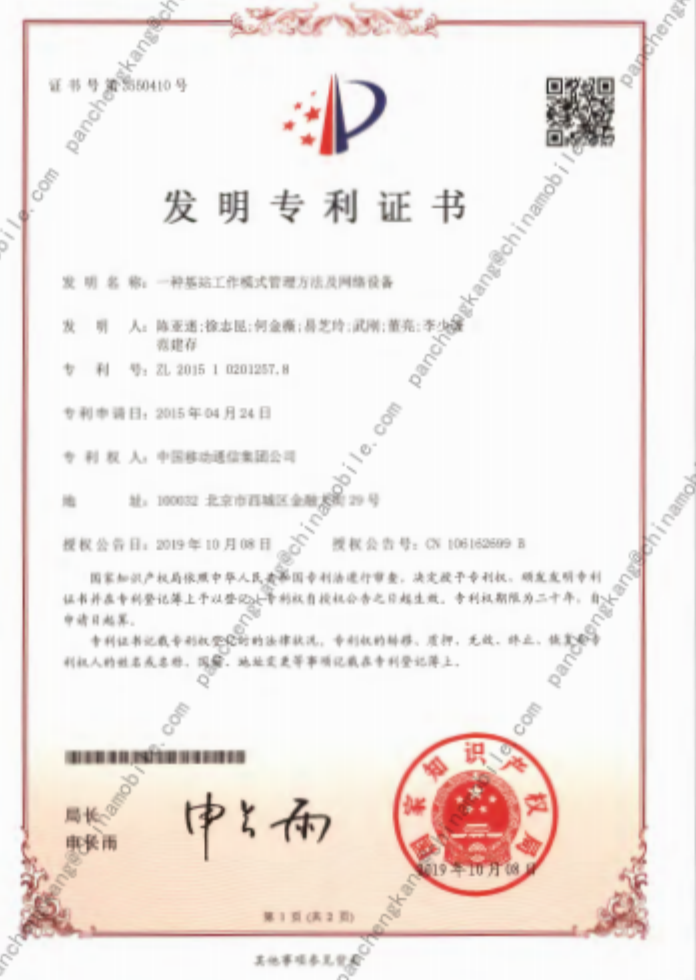 证书号第3550410号
发明专利证书
发明名称：一种基站工作模式管理方法及网络设备
发 明 人：陈亚迷;徐志昆;何金薇;易芝玲;武刚;董亮;李少谦
范建存
专 利 号：ZL 2015 1 0201257.8
专利申请日：2015年04月24日
专 利 权 人：中国移动通信集团公司
地 址：100032 北京市西城区金融大街29号
授权公告日：2019年10月08日 授权公告号：CN 106162699 B
国家知识产权局依照中华人民共和国专利法进行审查，决定授予专利权，颁发发明专利
证书并在专利登记簿上予以登记。专利权自授权公告之日起生效。专利权期限为二十年，自
申请日起算。
专利证书记载专利权登记时的法律状况。专利权的转移、质押、无效、终止、恢复和专
利权人的姓名或名称、国籍、地址变更等事项记载在专利登记簿上。
局长
申长雨
申长雨
国家知识产权局
2019年10月08日
第1页(共2页)
其他事项参见续页
panchengkang@chinamobile.com